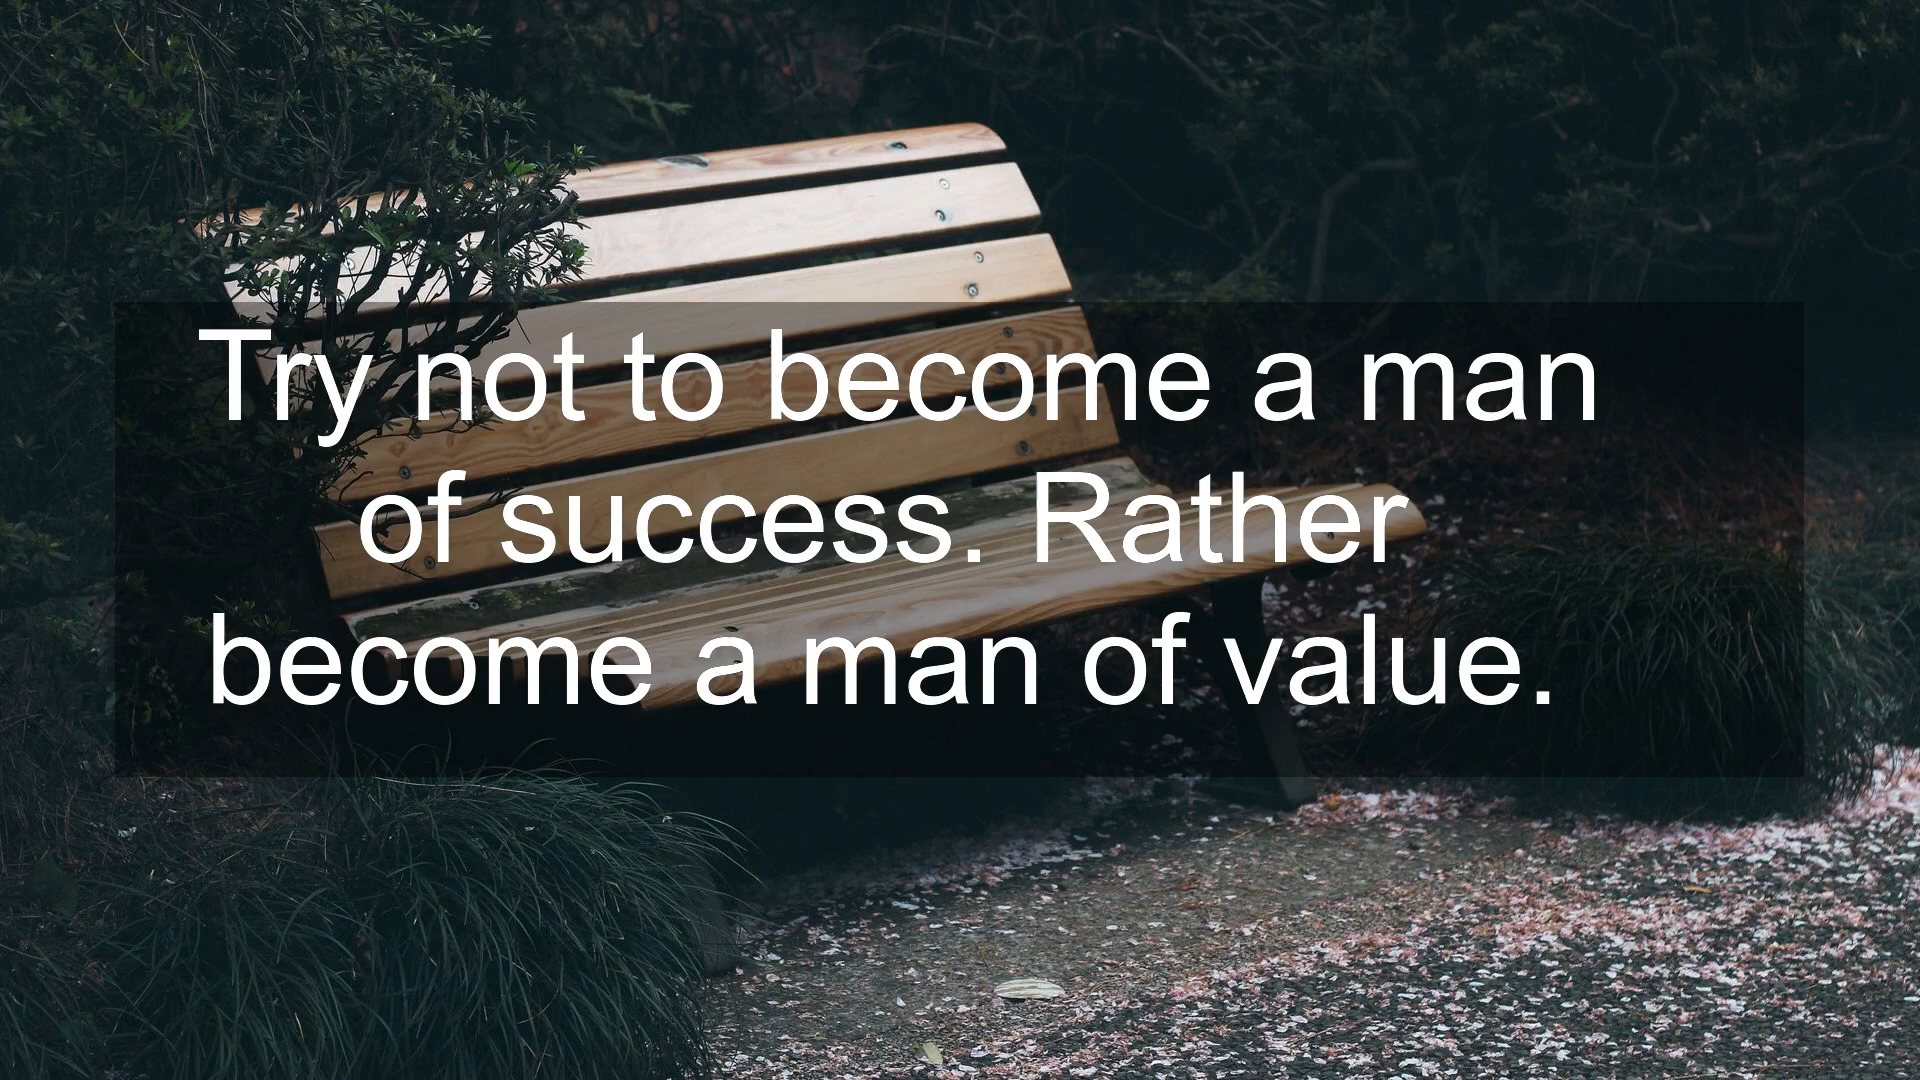 Try not to become a man
of success. Rather
become a man of value.